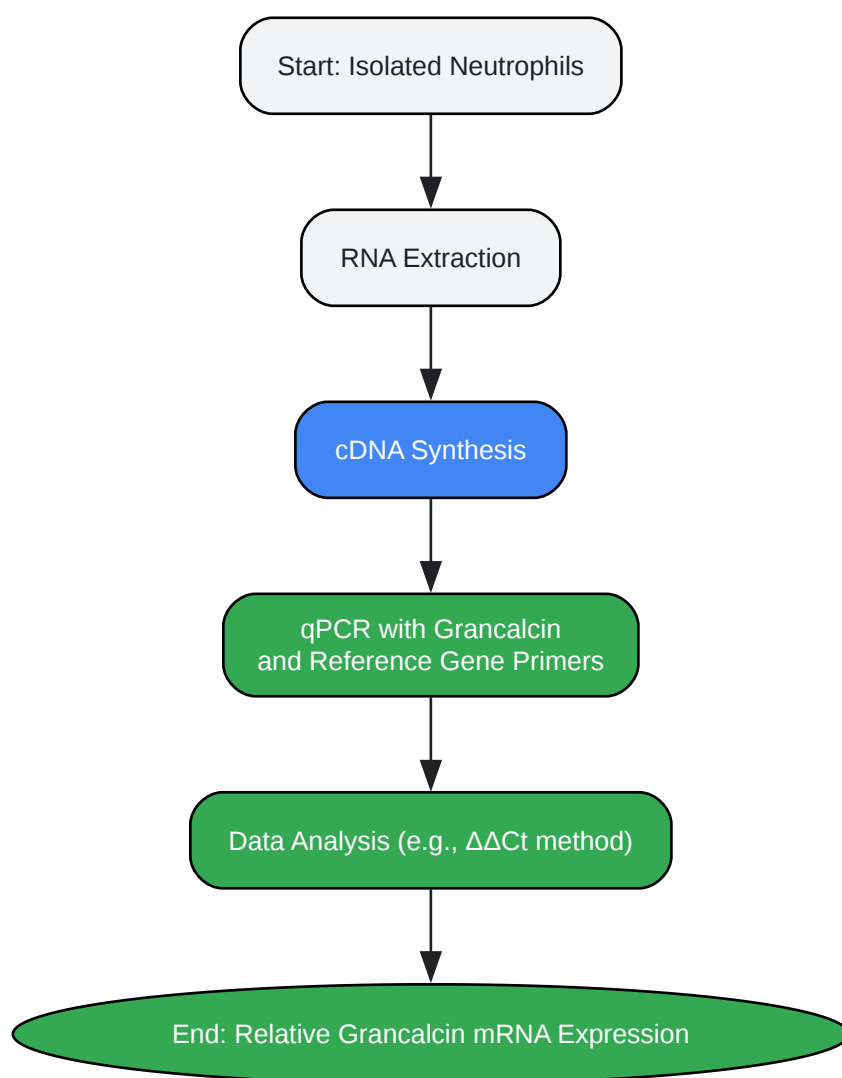 Start: Isolated Neutrophils
RNA Extraction
cDNA Synthesis
qPCR with Grancalcin
and Reference Gene Primers
Data Analysis (e.g., ΔΔCt method)
End: Relative Grancalcin mRNA Expression